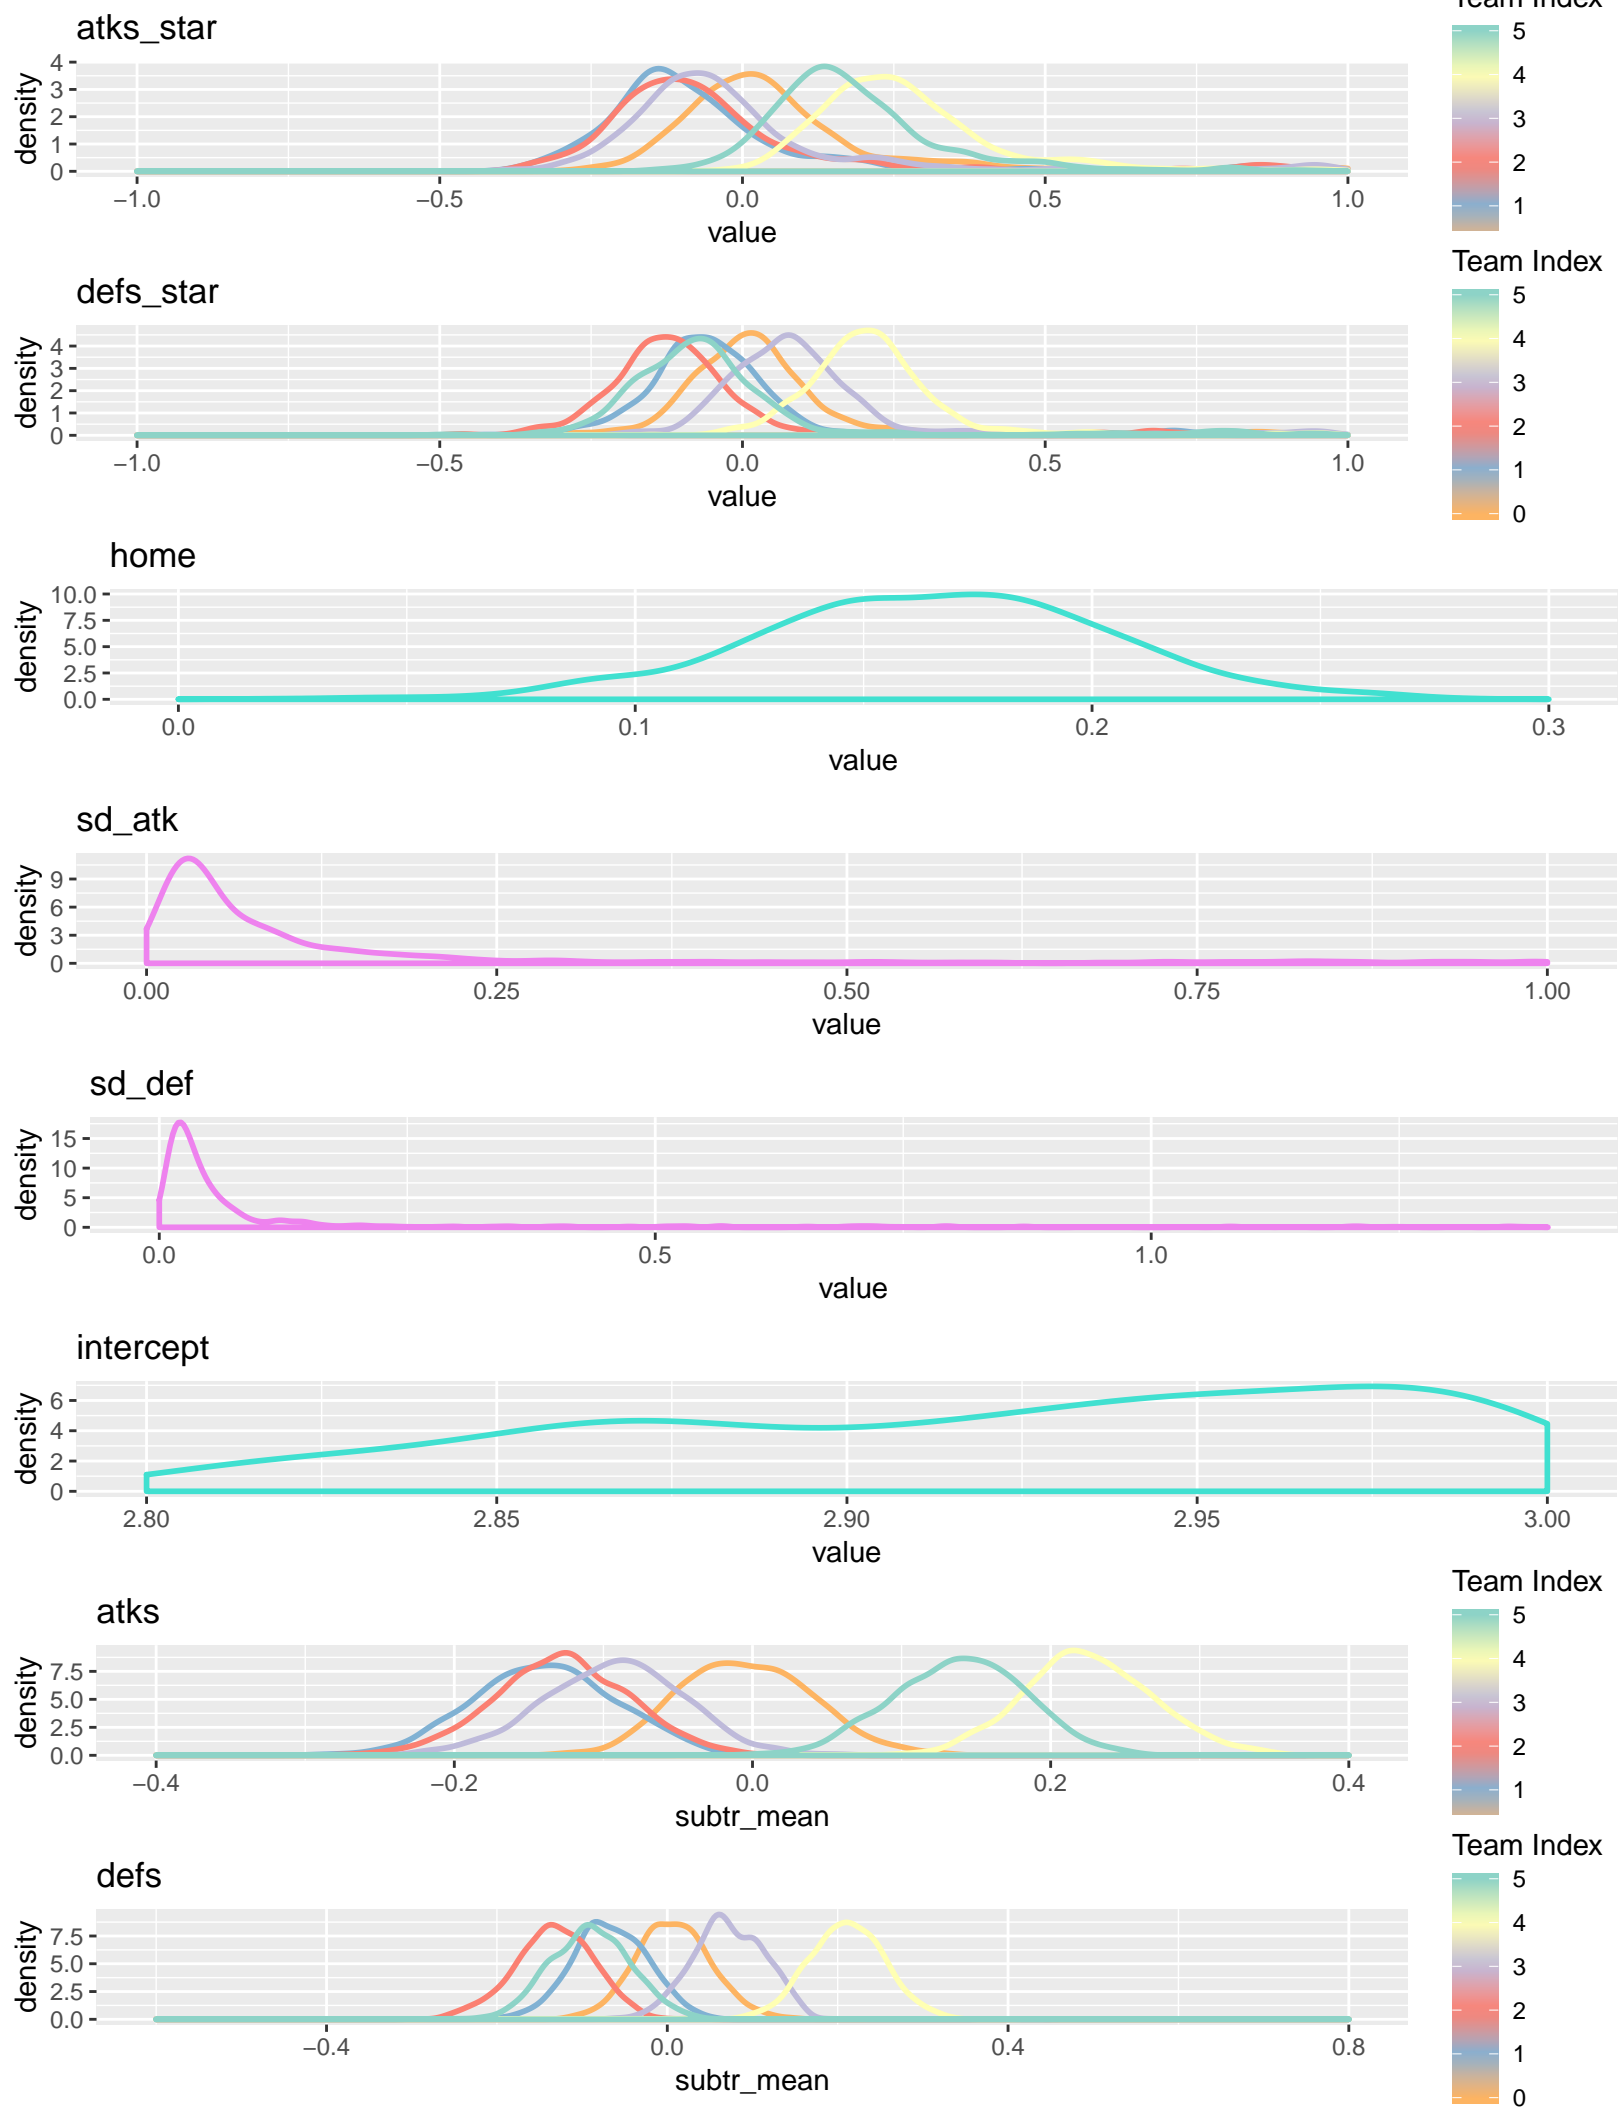 Team Index
atks_star
5
4
3
2
1
density
4
3
2
1
0
−1.0 −0.5 0.0 0.5 1.0
value
Team Index
defs_star
5
4
3
2
1
0
density
4
3
2
1
0
−1.0 −0.5 0.0 0.5 1.0
value
home
density
10.0
7.5
5.0
2.5
0.0
0.0 0.1 0.2 0.3
value
sd_atk
density
9
6
3
0
0.00 0.25 0.50 0.75 1.00
value
sd_def
density
15
10
5
0
0.0 0.5 1.0
value
intercept
density
6
4
2
0
2.80 2.85 2.90 2.95 3.00
value
Team Index
atks
5
4
3
2
1
density
7.5
5.0
2.5
0.0
−0.4 −0.2 0.0 0.2 0.4
subtr_mean
Team Index
defs
5
4
3
2
1
0
density
7.5
5.0
2.5
0.0
−0.4 0.0 0.4 0.8
subtr_mean